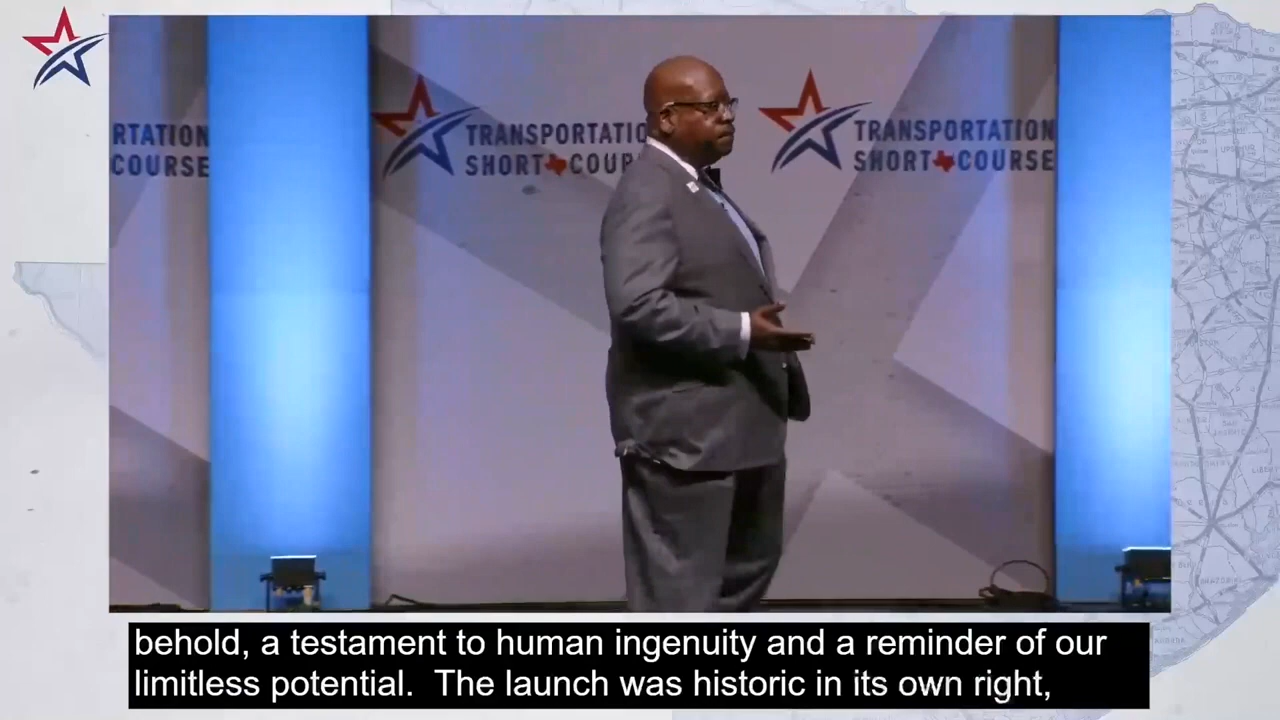 RTATION
COURSE
TRANSPORTATIO
SHORT COUR
TRANSPORTATION
SHORT COURSE
behold, a testament to human ingenuity and a reminder of our
limitless potential. The launch was historic in its own right,